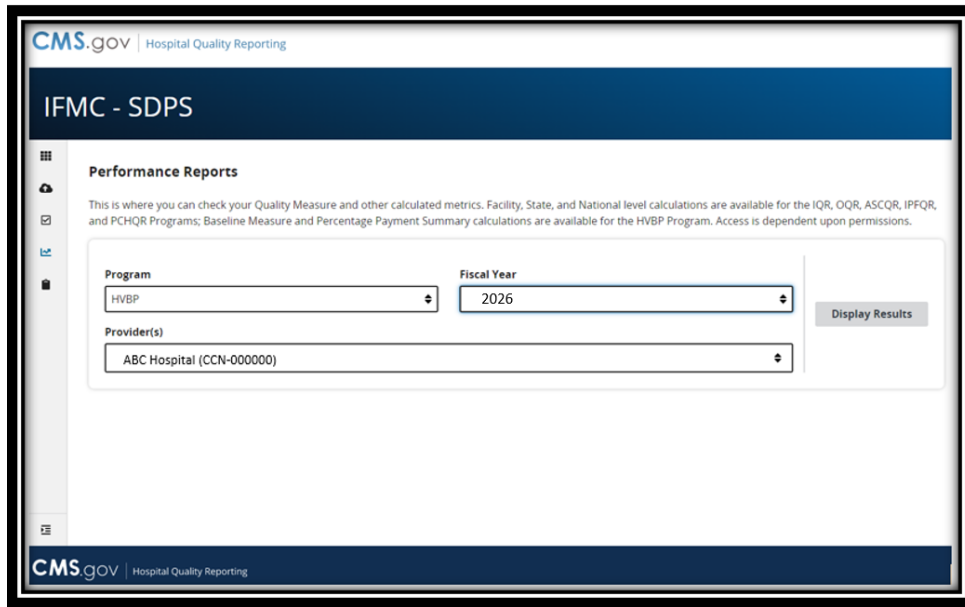 CMS.gov | Hospital Quality Reporting
IFMC - SDPS
Performance Reports
This is where you can check your Quality Measure and other calculated metrics. Facility, State, and National level calculations are available for the IQR, OQR, ASCQR, IPFQR,
and PCHQR Programs; Baseline Measure and Percentage Payment Summary calculations are available for the HVBP Program. Access is dependent upon permissions.
Program
HVBP
Fiscal Year
2026
Display Results
Provider(s)
ABC Hospital (CCN-000000)
CMS.gov | Hospital Quality Reporting